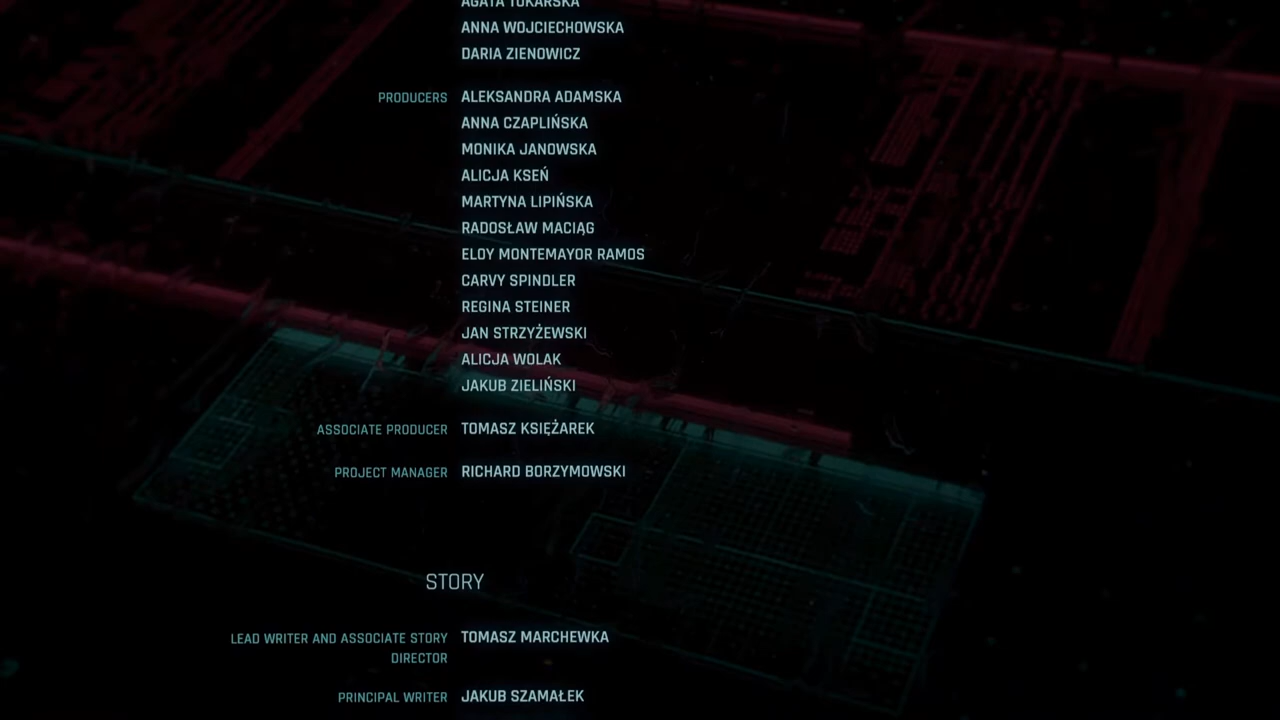 AGATA TOKARSKA
ANNA WOJCIECHOWSKA
DARIA ZIENOWICZ
PRODUCERS ALEKSANDRA ADAMSKA
ANNA CZAPLIŃSKA
MONIKA JANOWSKA
ALICJA KSEŃ
MARTYNA LIPIŃSKA
RADOSŁAW MACIĄG
ELOY MONTEMAYOR RAMOS
CARVY SPINDLER
REGINA STEINER
JAN STRZYŻEWSKI
ALICJA WOLAK
JAKUB ZIELIŃSKI
ASSOCIATE PRODUCER TOMASZ KSIĘŻAREK
PROJECT MANAGER RICHARD BORZYMOWSKI
STORY
LEAD WRITER AND ASSOCIATE STORY TOMASZ MARCHEWKA
DIRECTOR
PRINCIPAL WRITER JAKUB SZAMAŁEK